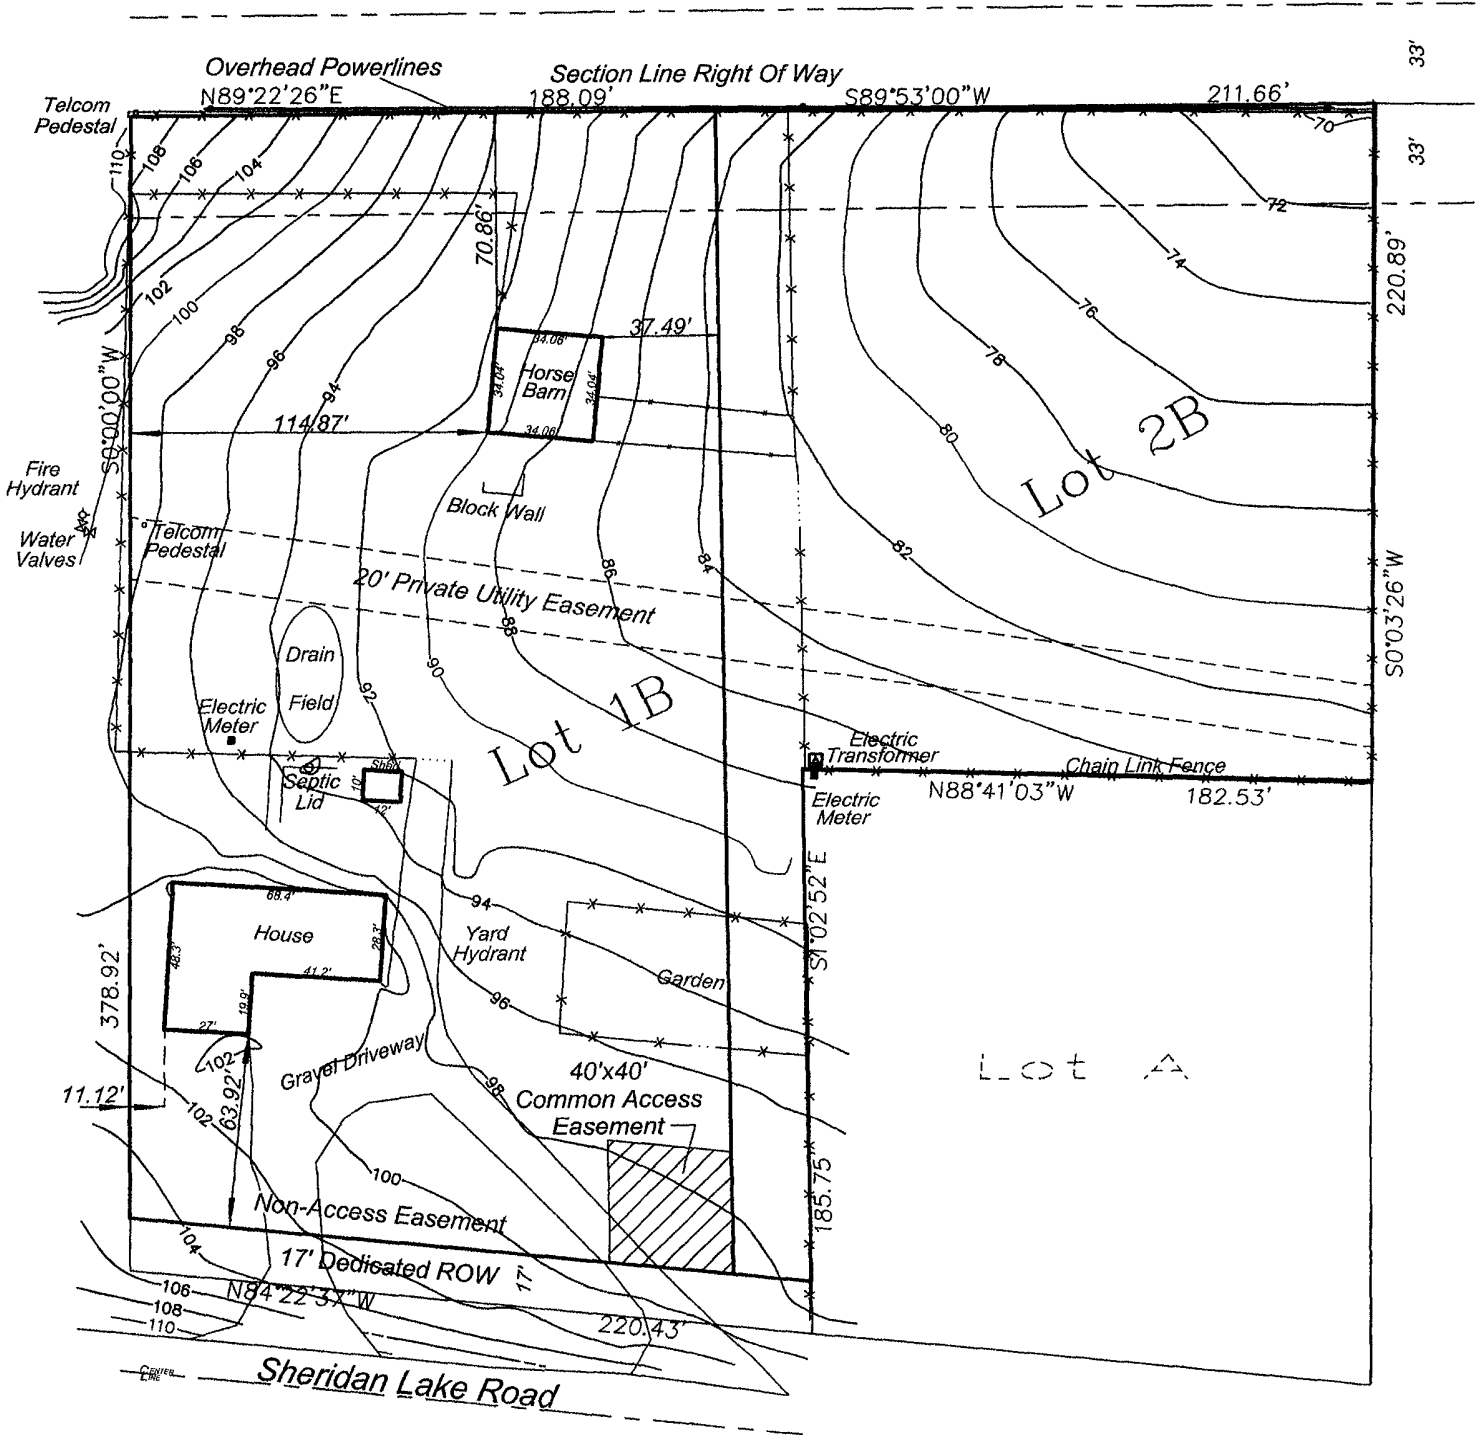 33'
Overhead Powerlines
Section Line Right Of Way
N89°22'26"E
188.09'
S89°53'00"W
211.66'
Telcom
Pedestal
70
33'
110
108
106
104
72
70.86'
74
220.89'
102
100
76
98
37.49'
96
34.06'
78
S0°00'00"W
94
34.04'
Horse
Barn
34.04'
Lot 2B
114.87'
34.06'
80
Fire
Hydrant
Block Wall
Water
Valves
Telcom
Pedestal
82
84
86
20' Private Utility Easement
88
S0°03'26"W
Drain
Field
90
92
Lot 1B
Electric
Meter
Electric
Transformer
Chain Link Fence
Shed
10'
12'
Septic
Lid
N88°41'03"W
182.53'
Electric
Meter
S1°02'52"E
68.4'
94
House
28.3'
48.3'
Yard
Hydrant
41.2'
Garden
378.92'
19.9'
96
27'
102
Gravel Driveway
Lot A
40'x40'
Common Access
Easement
98
11.12'
63.92'
102
100
185.75"
Non-Access Easement
104
17' Dedicated ROW
17'
106
N84°22'37"W
108
110
220.43'
CENTER
LINE
Sheridan Lake Road